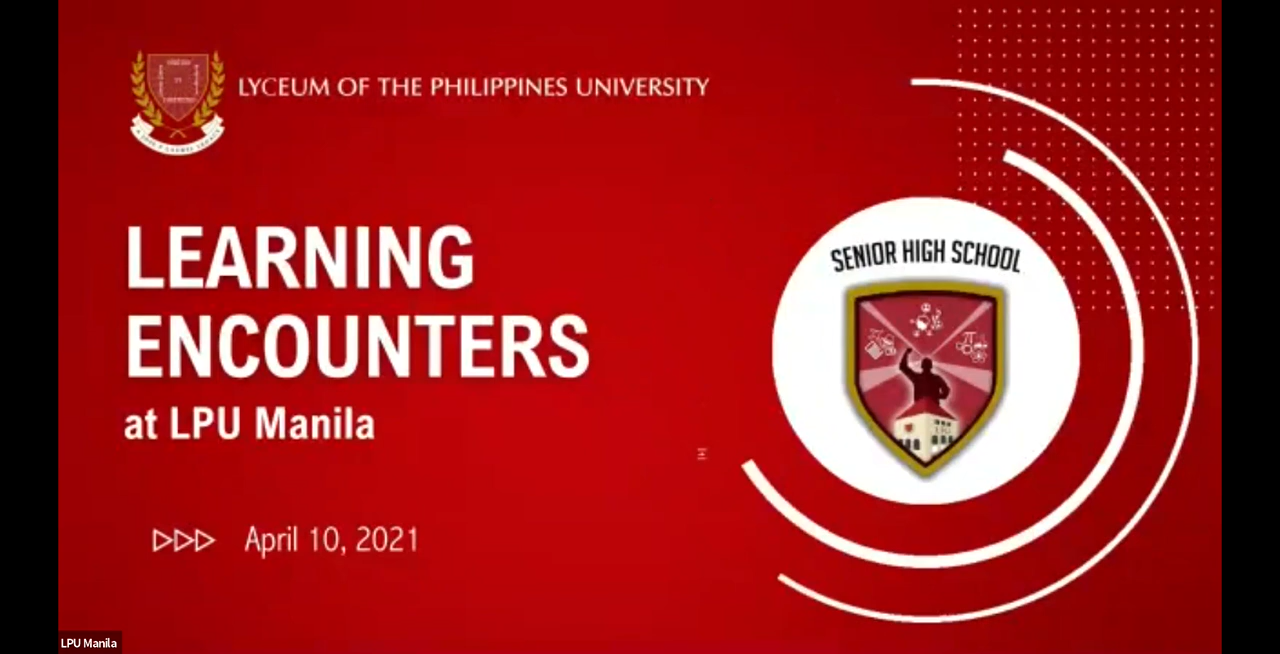 LYCEUM OF THE PHILIPPINES UNIVERSITY
LEARNING
ENCOUNTERS
at LPU Manila
April 10, 2021
SENIOR HIGH SCHOOL
LPU Manila